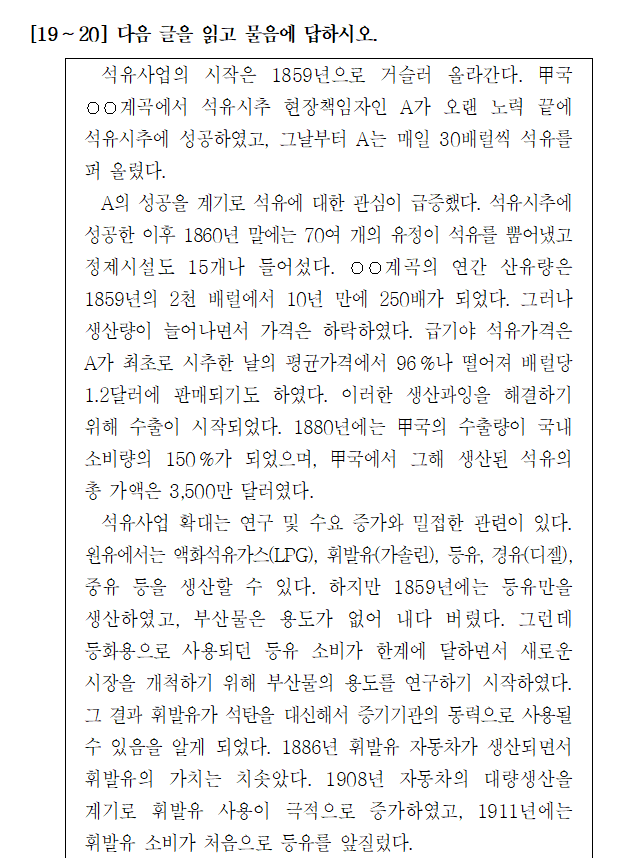 [19~20] 다음 글을 읽고 물음에 답하시오.
석유사업의 시작은 1859년으로 거슬러 올라간다. 甲국
○○계곡에서 석유시추 현장책임자인 A가 오랜 노력 끝에
석유시추에 성공하였고, 그날부터 A는 매일 30배럴씩 석유를
퍼 올렸다.
A의 성공을 계기로 석유에 대한 관심이 급증했다. 석유시추에
성공한 이후 1860년 말에는 70여 개의 유정이 석유를 뿜어냈고
정제시설도 15개나 들어섰다. ○○계곡의 연간 산유량은
1859년의 2천 배럴에서 10년 만에 250배가 되었다. 그러나
생산량이 늘어나면서 가격은 하락하였다. 급기야 석유가격은
A가 최초로 시추한 날의 평균가격에서 96%나 떨어져 배럴당
1.2달러에 판매되기도 하였다. 이러한 생산과잉을 해결하기
위해 수출이 시작되었다. 1880년에는 甲국의 수출량이 국내
소비량의 150%가 되었으며, 甲국에서 그해 생산된 석유의
총 가액은 3,500만 달러였다.
석유사업 확대는 연구 및 수요 증가와 밀접한 관련이 있다.
원유에서는 액화석유가스(LPG), 휘발유(가솔린), 등유, 경유(디젤),
중유 등을 생산할 수 있다. 하지만 1859년에는 등유만을
생산하였고, 부산물은 용도가 없어 내다 버렸다. 그런데
등화용으로 사용되던 등유 소비가 한계에 달하면서 새로운
시장을 개척하기 위해 부산물의 용도를 연구하기 시작하였다.
그 결과 휘발유가 석탄을 대신해서 증기기관의 동력으로 사용될
수 있음을 알게 되었다. 1886년 휘발유 자동차가 생산되면서
휘발유의 가치는 치솟았다. 1908년 자동차의 대량생산을
계기로 휘발유 사용이 극적으로 증가하였고, 1911년에는
휘발유 소비가 처음으로 등유를 앞질렀다.